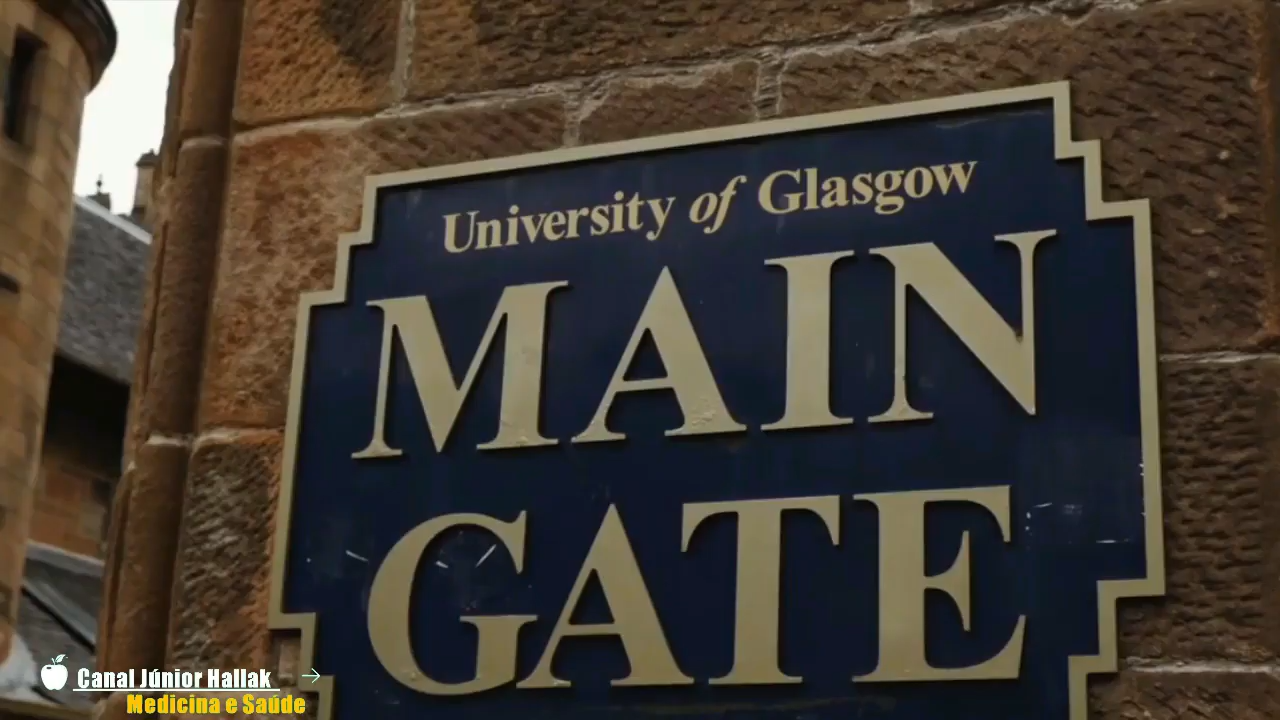 University of Glasgow
MAIN
GATE
Canal Júnior Hallak
Medicina e Saúde